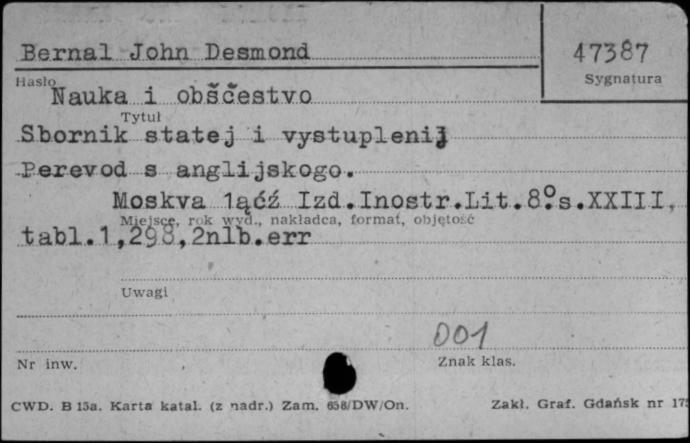 Bernal John Desmond
47387
Sygnatura
Hasło
Nauka i obščestvo
Tytuł
Sbornik statej i vystuplenij
Perevod s anglijskogo.
Moskva 1ąćź Izd.Inostr.Lit.8°.s.XXIII,
Miejsce, rok wyd., nakładca, format, objętość
tabl.1,298,2nlb.err
Uwagi
001
Nr inw.
Znak klas.
CWD. B 15a. Karta katal. (z nadr.) Zam. 658/DW/On.
Zakł. Graf. Gdańsk nr